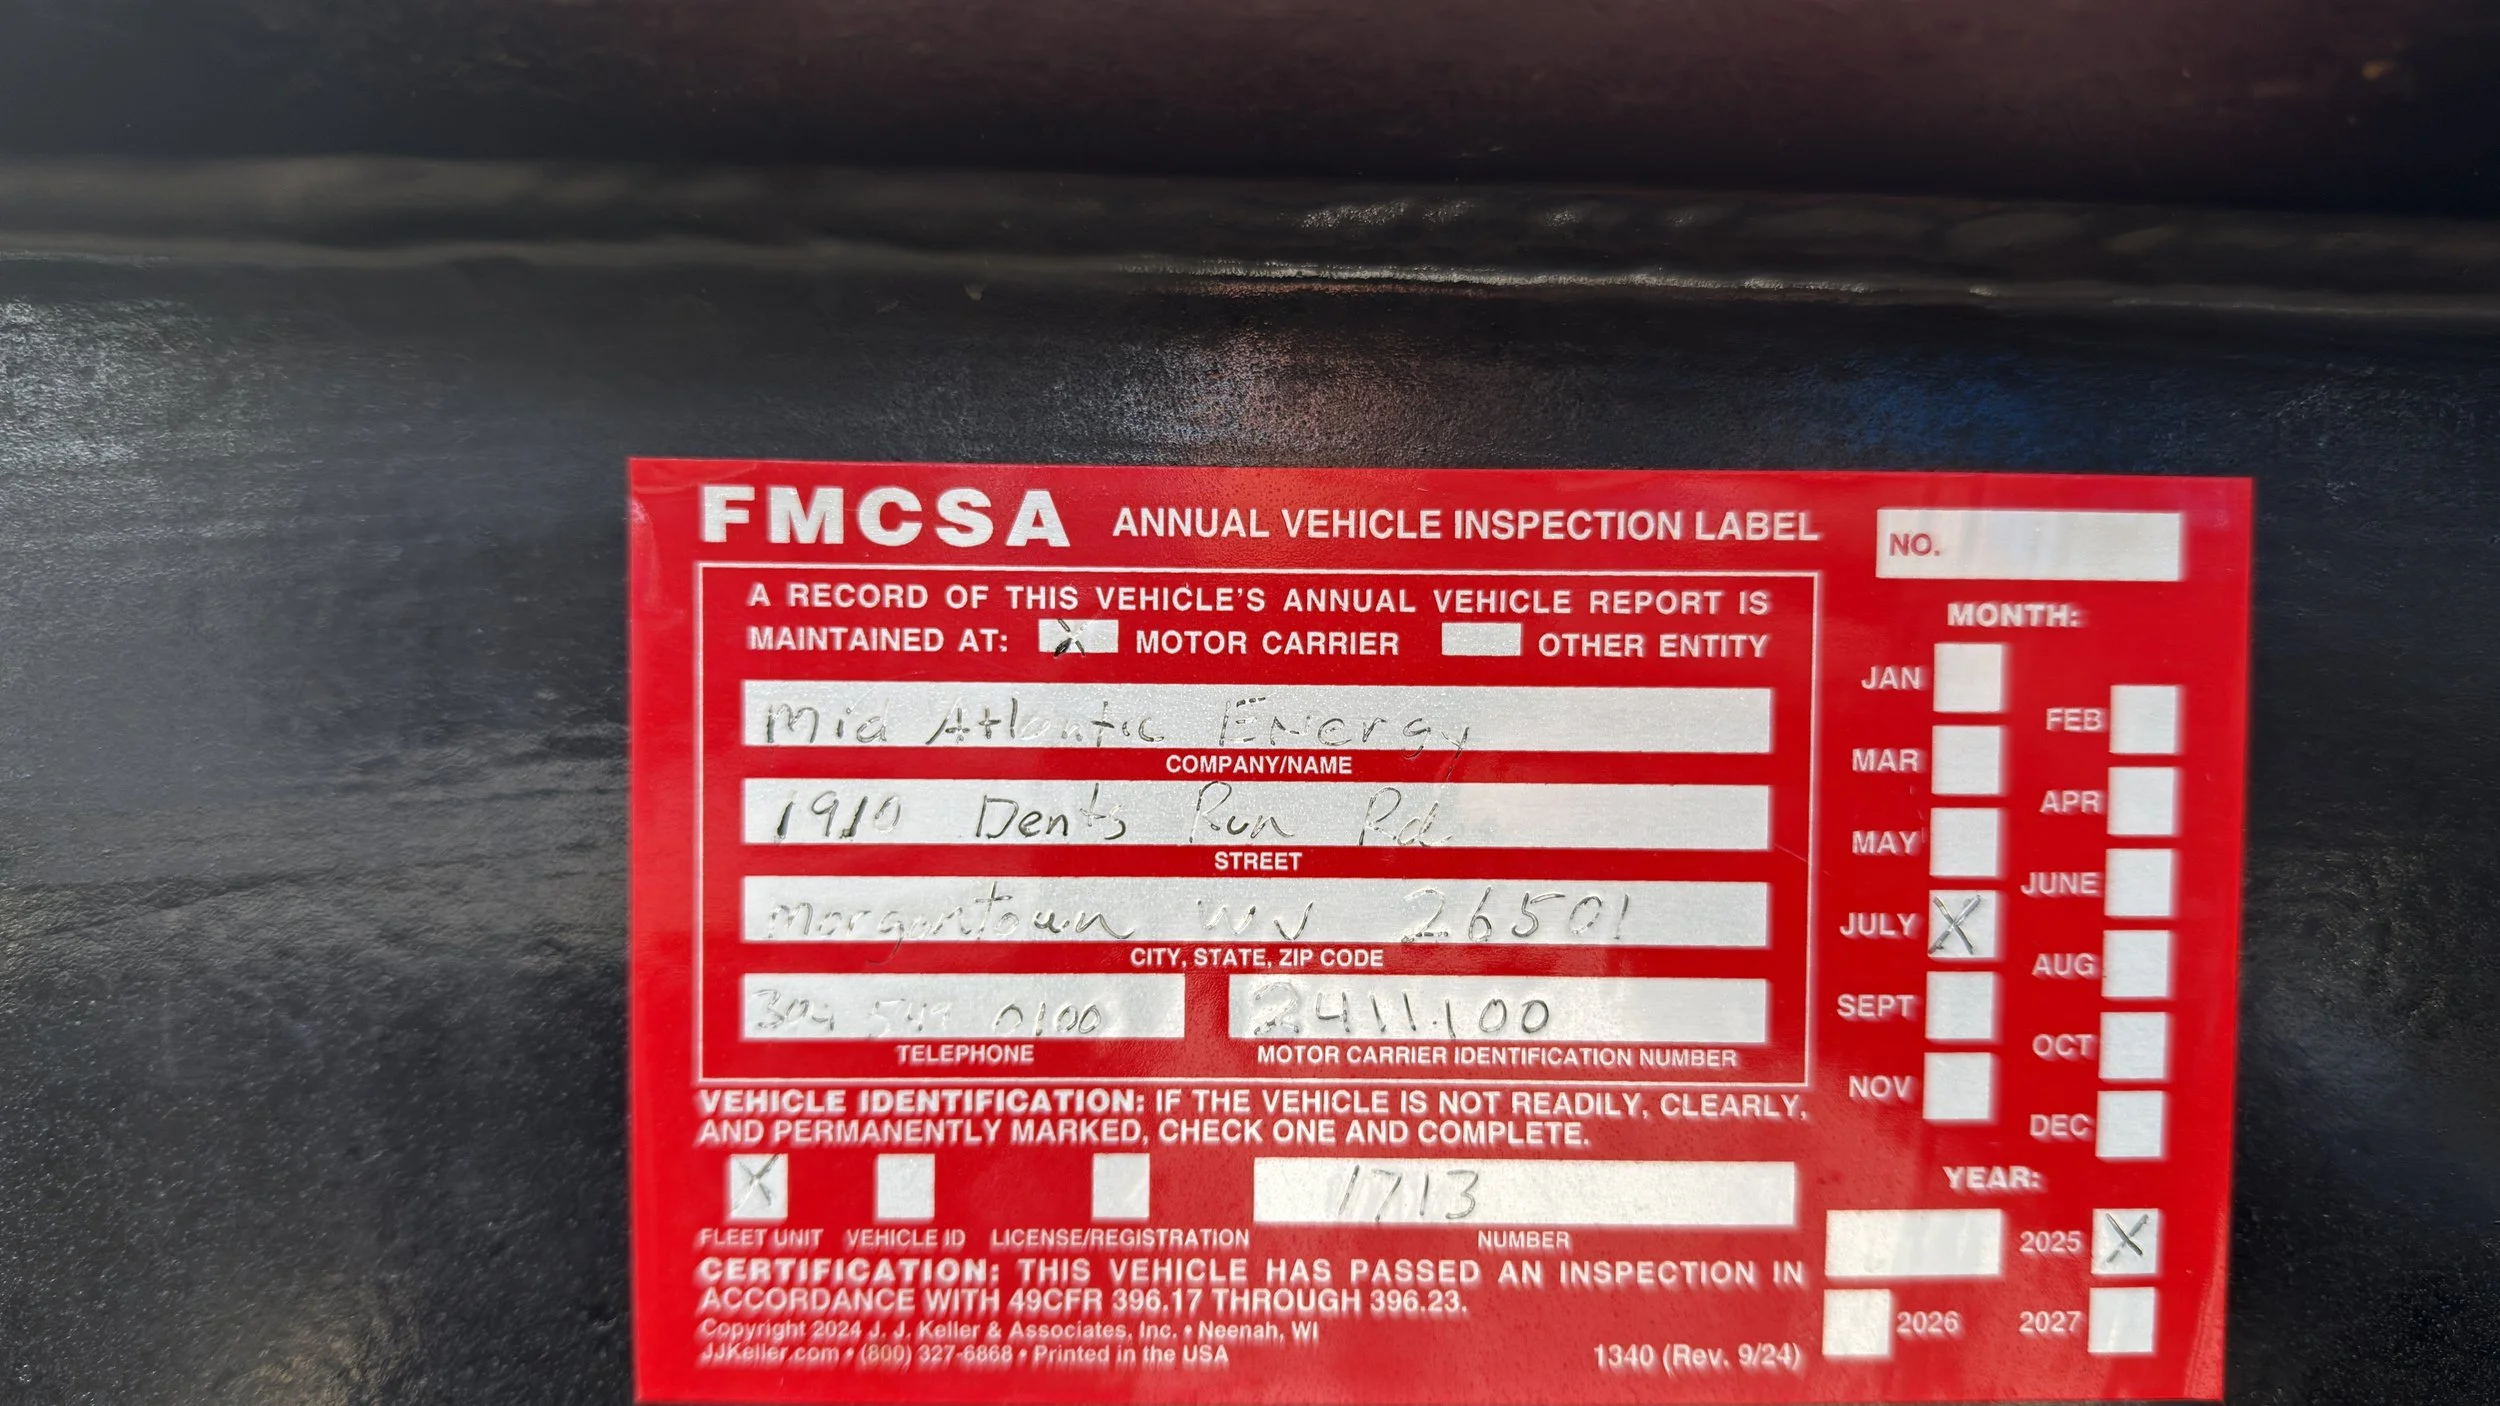 FMCSA ANNUAL VEHICLE INSPECTION LABEL
NO.
A RECORD OF THIS VEHICLE'S ANNUAL VEHICLE REPORT IS
MAINTAINED AT: X MOTOR CARRIER OTHER ENTITY
Mid Atlantic Energy
COMPANY/NAME
1910 Dents Run Rd
STREET
Morgantown WV 26501
CITY, STATE, ZIP CODE
304 549 0100 2411100
TELEPHONE MOTOR CARRIER IDENTIFICATION NUMBER
VEHICLE IDENTIFICATION: IF THE VEHICLE IS NOT READILY, CLEARLY,
AND PERMANENTLY MARKED, CHECK ONE AND COMPLETE.
X 1713
FLEET UNIT VEHICLE ID LICENSE/REGISTRATION NUMBER
CERTIFICATION: THIS VEHICLE HAS PASSED AN INSPECTION IN
ACCORDANCE WITH 49CFR 396.17 THROUGH 396.23.
Copyright 2024 J. J. Keller & Associates, Inc. • Neenah, WI
JJKeller.com • (800) 327-6868 • Printed in the USA
1340 (Rev. 9/24)
MONTH:
JAN
FEB
MAR
APR
MAY
JUNE
JULY X
AUG
SEPT
OCT
NOV
DEC
YEAR:
2025 X
2026 2027